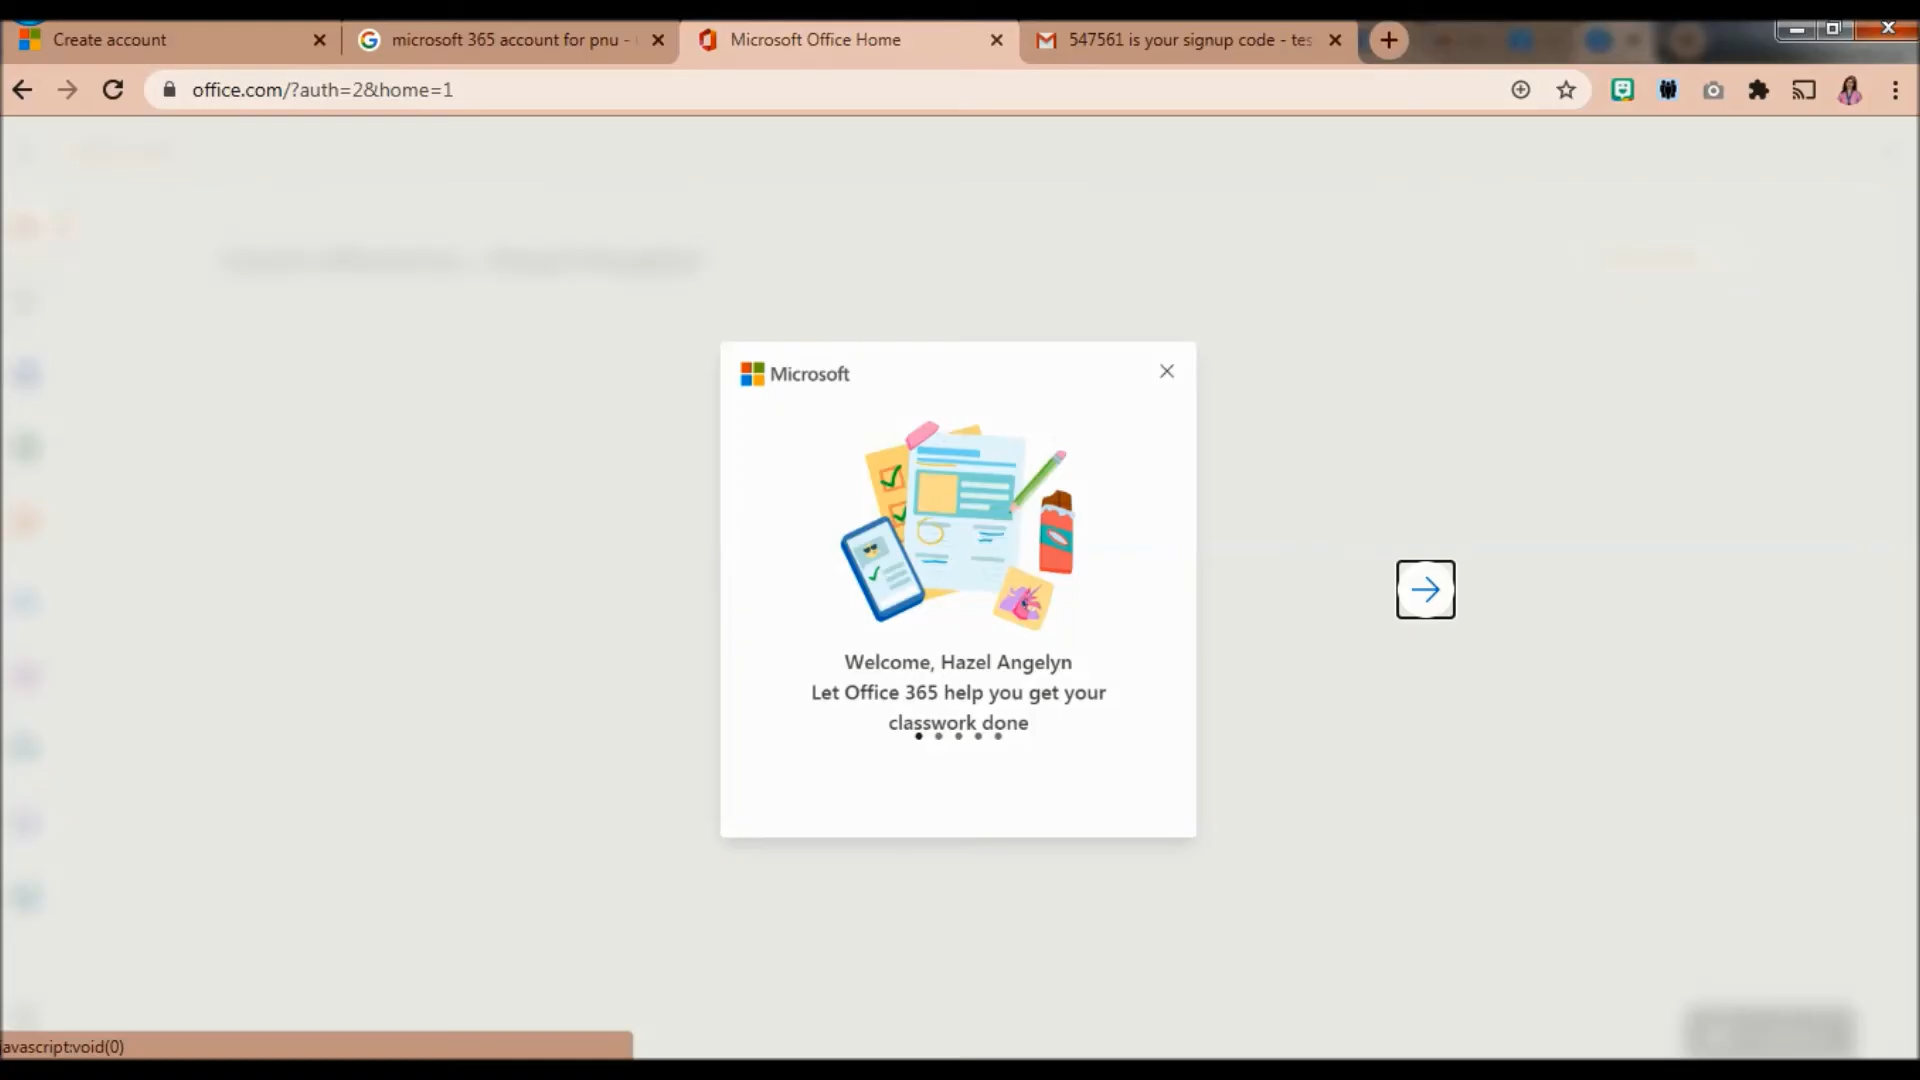 Create account
microsoft 365 account for pnu -
Microsoft Office Home
547561 is your signup code - tes
office.com/?auth=2&home=1
Microsoft
Welcome, Hazel Angelyn
Let Office 365 help you get your
classwork done
javascript:void(0)